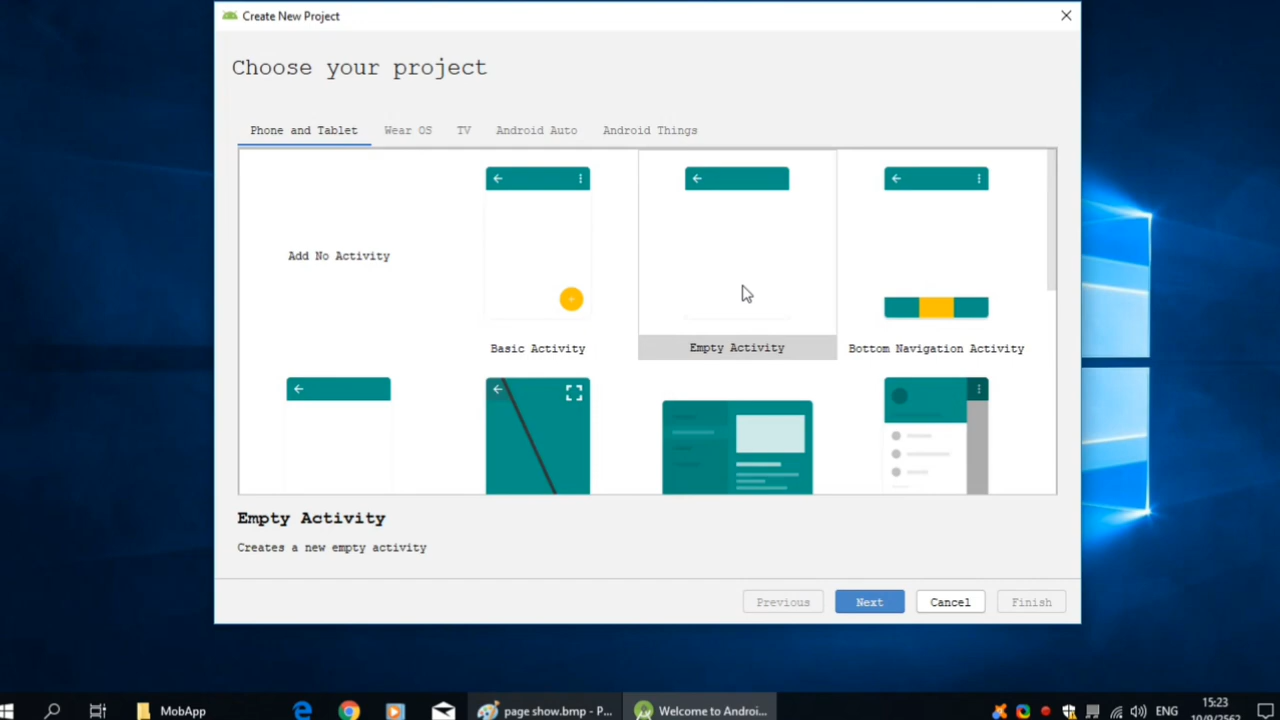 Create New Project
Choose your project
Phone and Tablet Wear OS TV Android Auto Android Things
Add No Activity
Basic Activity
Empty Activity
Bottom Navigation Activity
Empty Activity
Creates a new empty activity
Previous Next Cancel Finish
MobApp
page show.bmp - P...
Welcome to Androi...
ENG
15:23